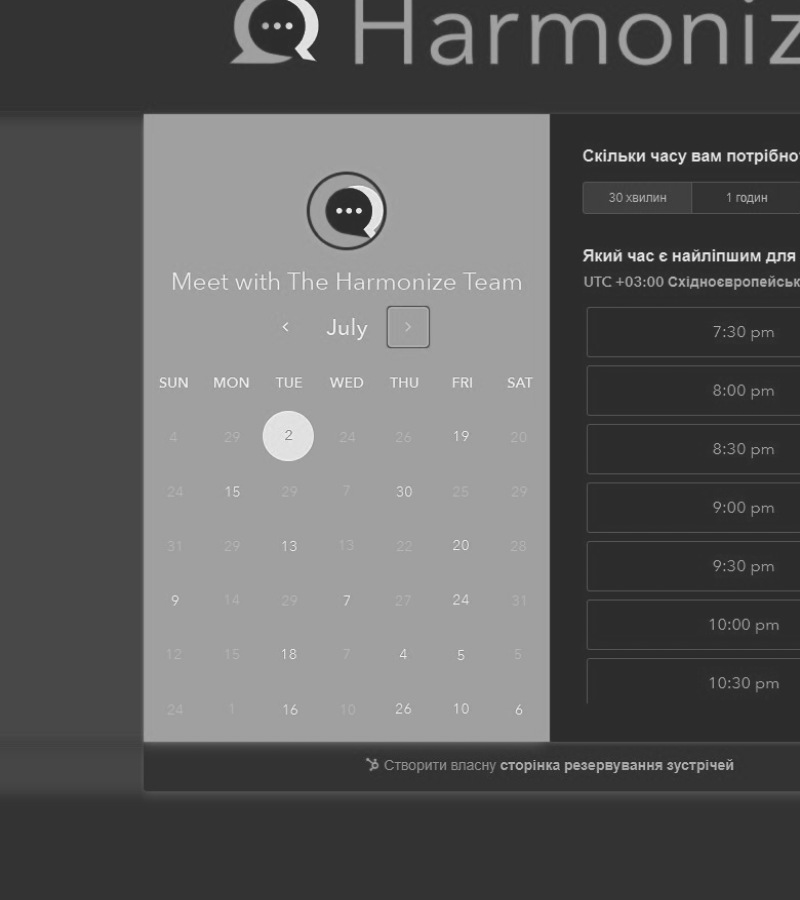 Harmoniz
Meet with The Harmonize Team
July
SUN MON TUE WED THU FRI SAT
4 29 2 24 26 19 20
24 15 29 7 30 25 29
31 29 13 13 22 20 28
9 14 29 7 27 24 31
12 15 18 7 4 5 5
24 1 16 10 26 10 6
Скільки часу вам потрібно?
30 хвилин 1 годин
Який час є найліпшим для
UTC +03:00 Східноєвропейськ
7:30 pm
8:00 pm
8:30 pm
9:00 pm
9:30 pm
10:00 pm
10:30 pm
Створити власну сторінка резервування зустрічей